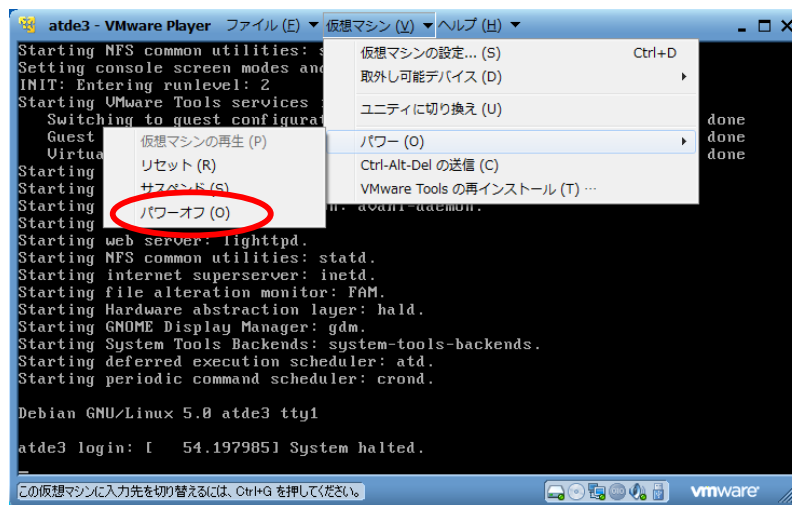 atde3 - VMware Player ファイル (F) ▼ 仮想マシン (V) ▼ ヘルプ (H) ▼
Starting NFS common utilities: s
Setting console screen modes and
INIT: Entering runlevel: 2
Starting VMware Tools services
Switching to guest configurat done
Guest done
Virtua done
仮想マシンの設定... (S) Ctrl+D
取外し可能デバイス (D)
ユニティに切り換え (U)
パワー (O)
Ctrl-Alt-Del の送信 (C)
VMware Tools の再インストール (T) …
仮想マシンの再生 (P)
リセット (R)
サスペンド (S)
パワーオフ (O)
Starting
Starting
Starting n: avahi-daemon.
Starting
Starting web server: lighttpd.
Starting NFS common utilities: statd.
Starting internet superserver: inetd.
Starting file alteration monitor: FAM.
Starting Hardware abstraction layer: hald.
Starting GNOME Display Manager: gdm.
Starting System Tools Backends: system-tools-backends.
Starting deferred execution scheduler: atd.
Starting periodic command scheduler: crond.
Debian GNU/Linux 5.0 atde3 tty1
atde3 login: [ 54.197985] System halted.
この仮想マシンに入力先を切り替えるには、Ctrl+G を押してください。
vmware